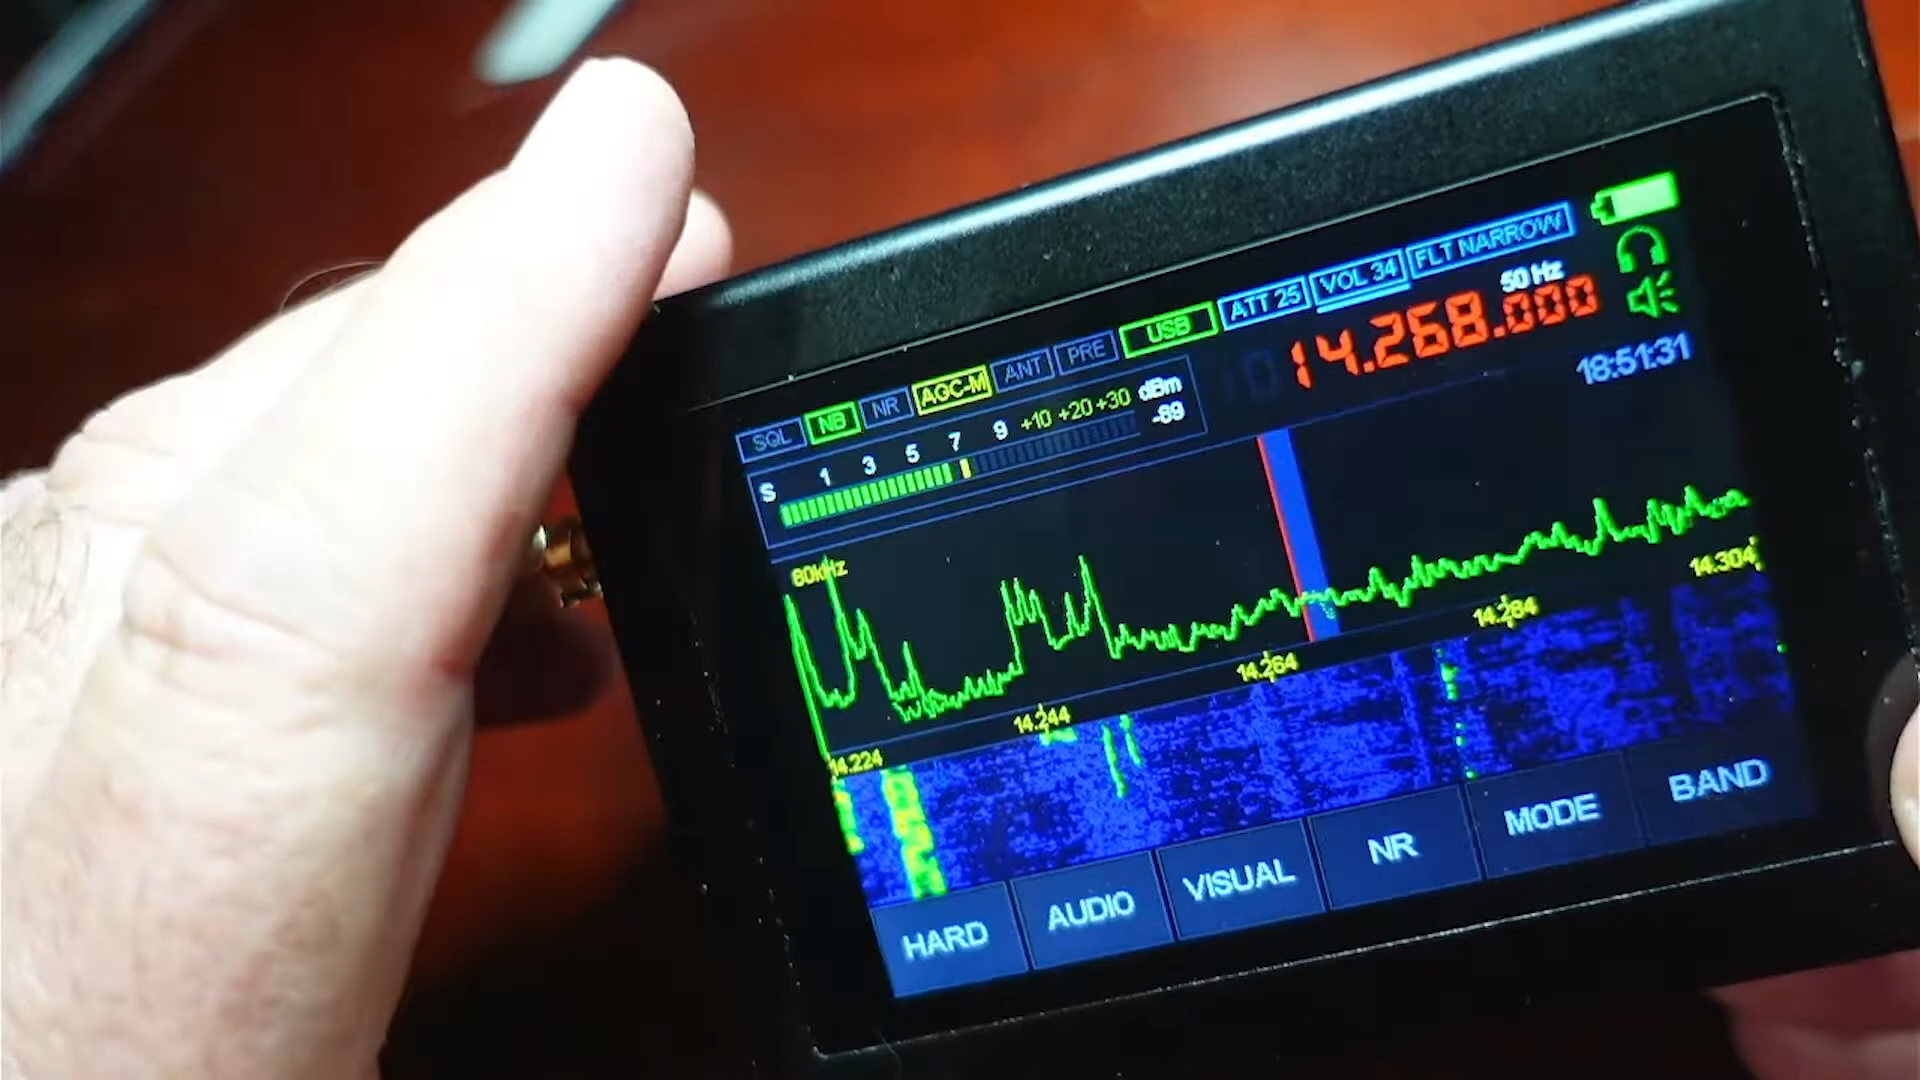 SQL NB NR AGC-M ANT PRE USB ATT 25 VOL 34 FLT NARROW
50 Hz
14.268.000
18:51:31
S 1 3 5 7 9 +10 +20 +30 dBm
-89
80kHz
14.224 14.244 14.264 14.284 14.304
HARD AUDIO VISUAL NR MODE BAND